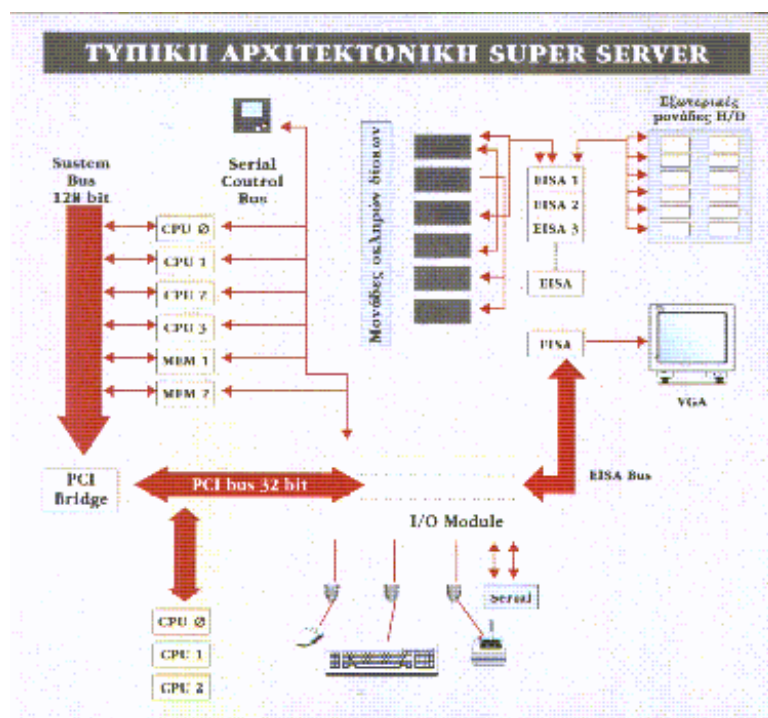 ΤΥΠΙΚΗ ΑΡΧΙΤΕΚΤΟΝΙΚΗ SUPER SERVER
Sustem
Bus
128 bit
Serial
Control
Bus
CPU Ø
CPU 1
CPU 2
CPU 3
MEM 1
MEM 2
Μονάδες σκληρων δίσκων
EISA 1
EISA 2
EISA 3
EISA
EISA
Εξωτερικές
μονάδες H/D
VGA
PCI
Bridge
PCI bus 32 bit
EISA Bus
I/O Module
Serial
CPU Ø
CPU 1
CPU 2